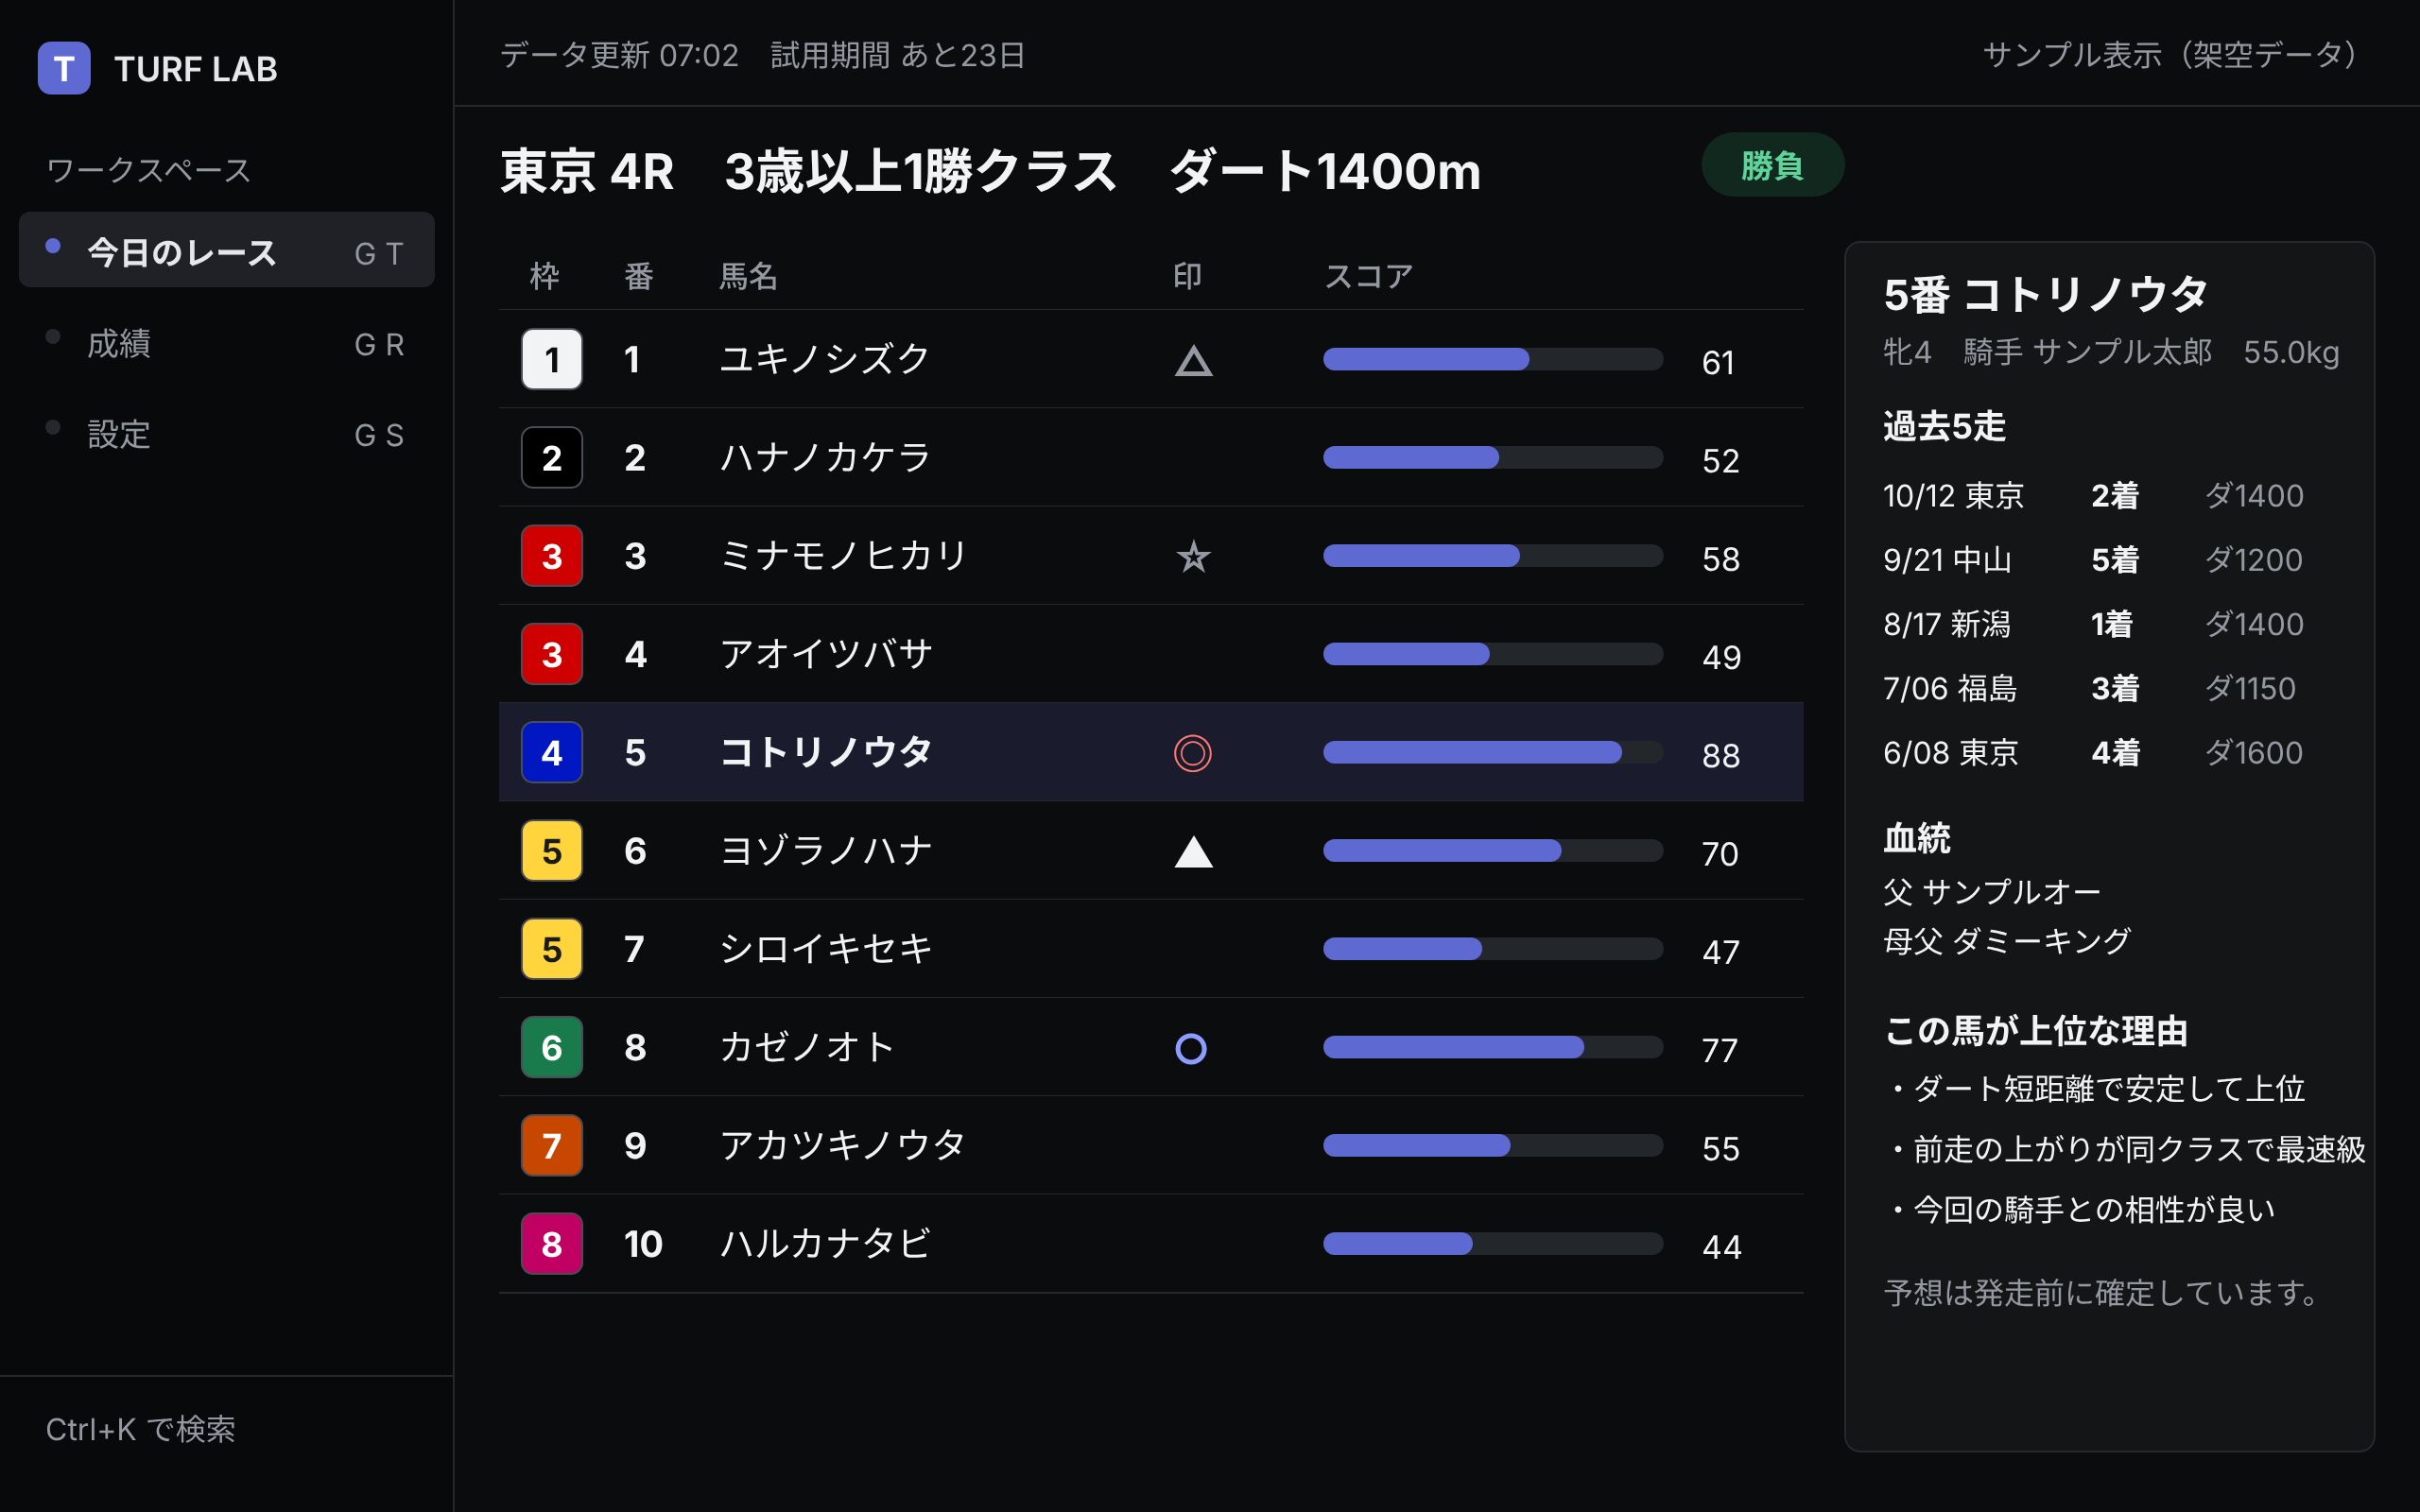 T TURF LAB
ワークスペース
今日のレース G T
成績 G R
設定 G S
Ctrl+K で検索
データ更新 07:02 試用期間 あと23日
サンプル表示（架空データ）
東京 4R 3歳以上1勝クラス ダート1400m
勝負
枠 番 馬名 印 スコア
1 1 ユキノシズク △ 61
2 2 ハナノカケラ 52
3 3 ミナモノヒカリ ☆ 58
3 4 アオイツバサ 49
4 5 コトリノウタ ◎ 88
5 6 ヨゾラノハナ ▲ 70
5 7 シロイキセキ 47
6 8 カゼノオト ○ 77
7 9 アカツキノウタ 55
8 10 ハルカナタビ 44
5番 コトリノウタ
牝4 騎手 サンプル太郎 55.0kg
過去5走
10/12 東京 2着 ダ1400
9/21 中山 5着 ダ1200
8/17 新潟 1着 ダ1400
7/06 福島 3着 ダ1150
6/08 東京 4着 ダ1600
血統
父 サンプルオー
母父 ダミーキング
この馬が上位な理由
・ダート短距離で安定して上位
・前走の上がりが同クラスで最速級
・今回の騎手との相性が良い
予想は発走前に確定しています。